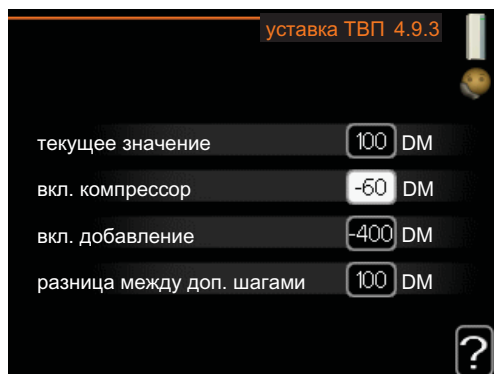 уставка ТВП 4.9.3
текущее значение 100 DM
вкл. компрессор -60 DM
вкл. добавление -400 DM
разница между доп. шагами 100 DM
?